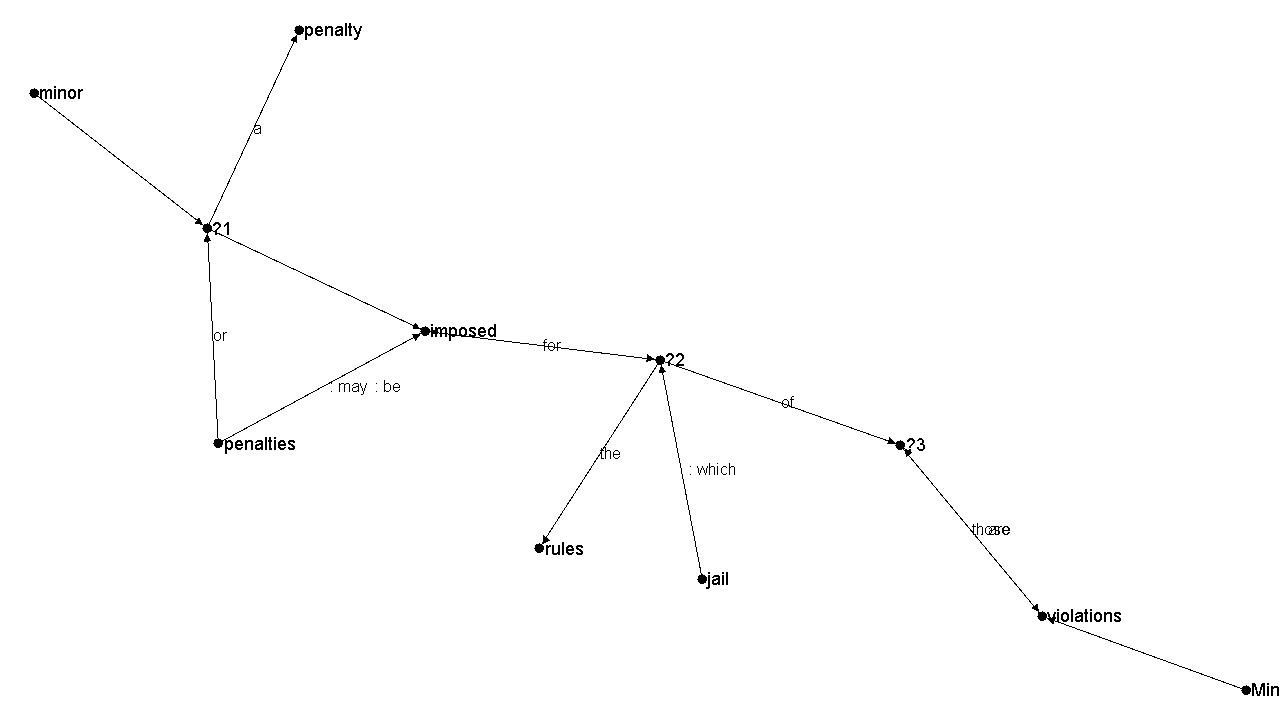 penalty
minor
a
?1
imposed
or
for
?2
: may : be
of
penalties
?3
the
: which
those
are
rules
jail
violations
Min